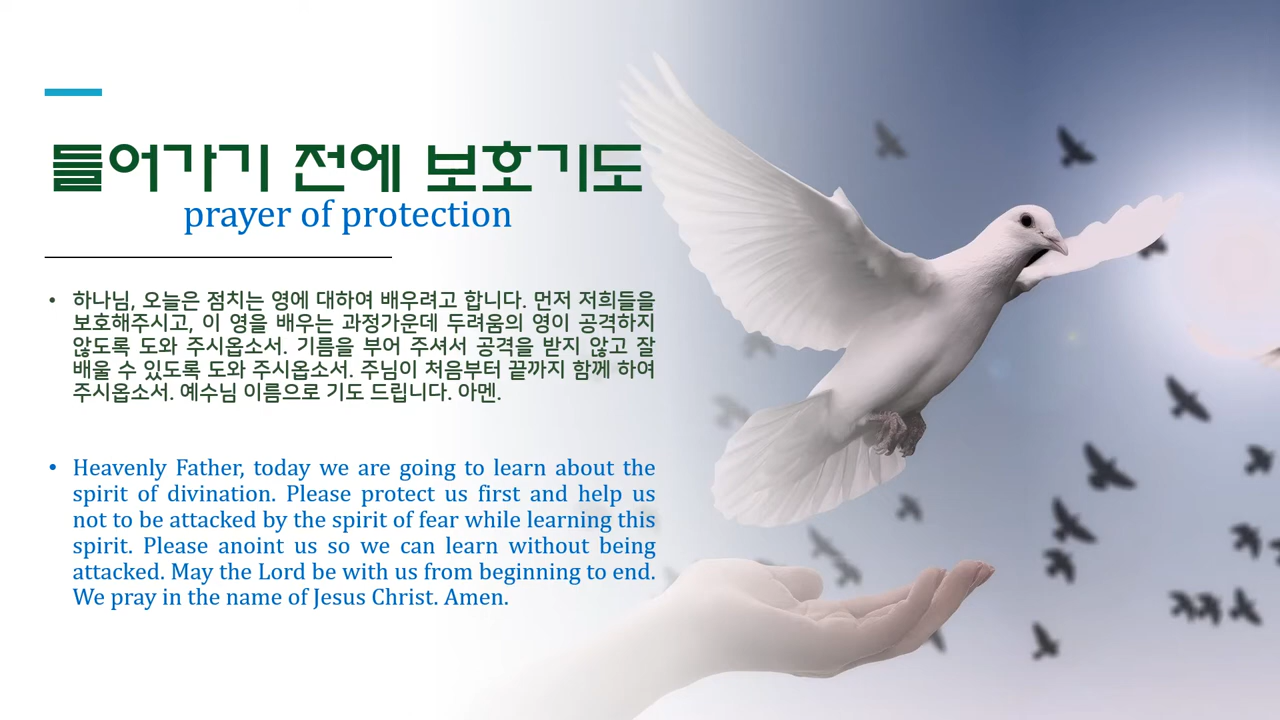 들어가기 전에 보호기도
prayer of protection
• 하나님, 오늘은 점치는 영에 대하여 배우려고 합니다. 먼저 저희들을
보호해주시고, 이 영을 배우는 과정가운데 두려움의 영이 공격하지
않도록 도와 주시옵소서. 기름을 부어 주셔서 공격을 받지 않고 잘
배울 수 있도록 도와 주시옵소서. 주님이 처음부터 끝까지 함께 하여
주시옵소서. 예수님 이름으로 기도 드립니다. 아멘.
• Heavenly Father, today we are going to learn about the
spirit of divination. Please protect us first and help us
not to be attacked by the spirit of fear while learning this
spirit. Please anoint us so we can learn without being
attacked. May the Lord be with us from beginning to end.
We pray in the name of Jesus Christ. Amen.